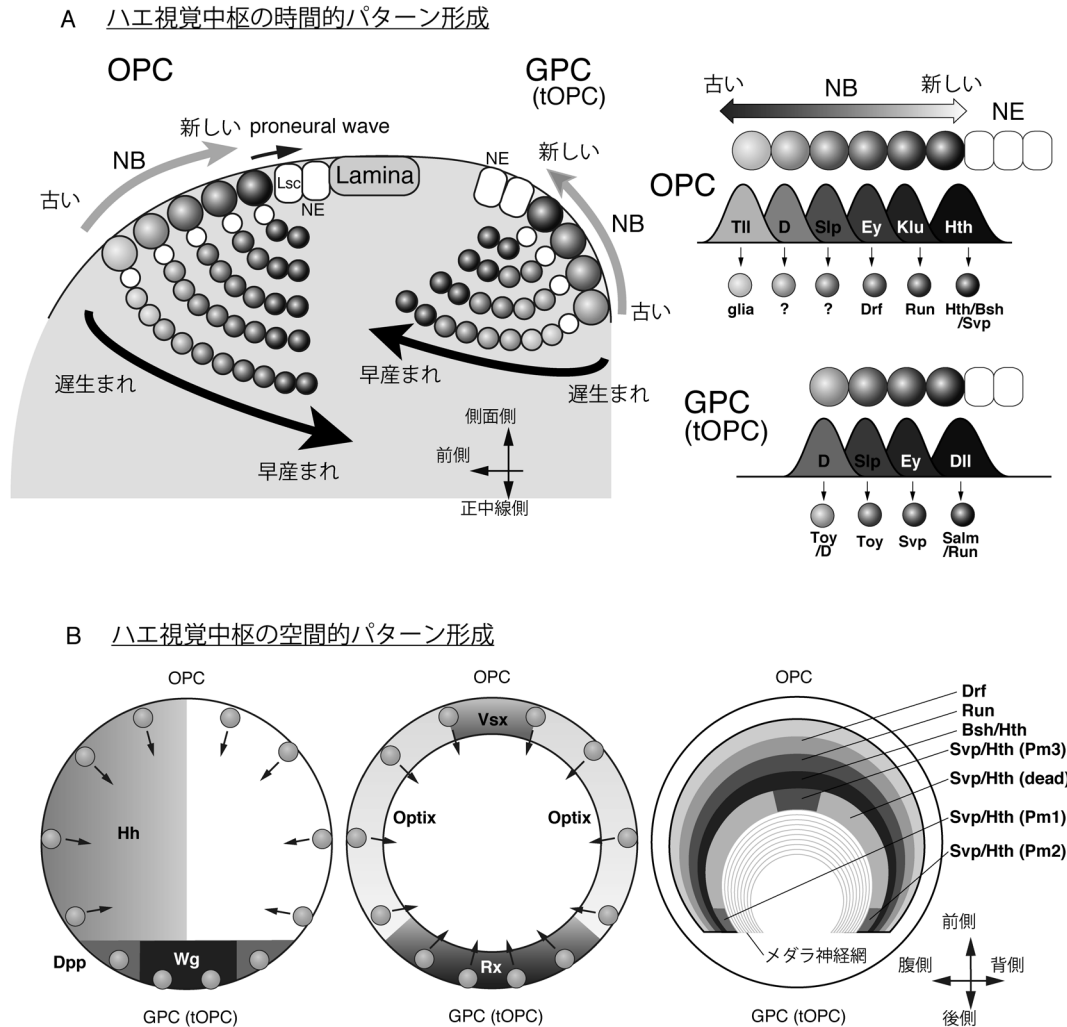 A ハエ視覚中枢の時間的パターン形成
OPC
GPC
(tOPC)
新しい
proneural wave
NB
古い
Lsc
NE
Lamina
NE
新しい
NB
古い
遅生まれ
早産まれ
早産まれ
遅生まれ
側面側
前側
正中線側
古い
NB
新しい
NE
OPC
Tll D Slp Ey Klu Hth
glia ? ? Drf Run Hth/Bsh
/Svp
GPC
(tOPC)
D Slp Ey Dll
Toy
/D
Toy
Svp
Salm
/Run
B ハエ視覚中枢の空間的パターン形成
OPC
Hh
Dpp
Wg
GPC (tOPC)
OPC
Vsx
Optix
Optix
Rx
GPC (tOPC)
OPC
Drf
Run
Bsh/Hth
Svp/Hth (Pm3)
Svp/Hth (dead)
Svp/Hth (Pm1)
Svp/Hth (Pm2)
メダラ神経網
GPC (tOPC)
前側
腹側
背側
後側